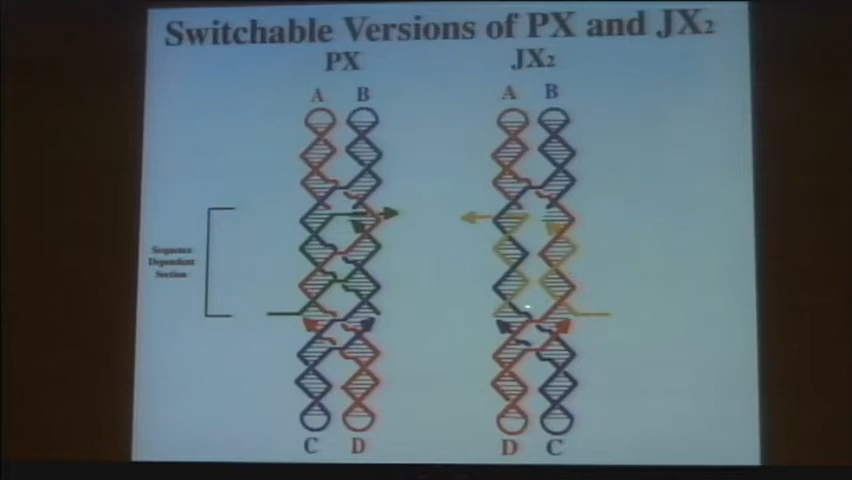 Switchable Versions of PX and JX2
PX
JX2
A B
A B
Sequence
Dependent
Section
C D
D C